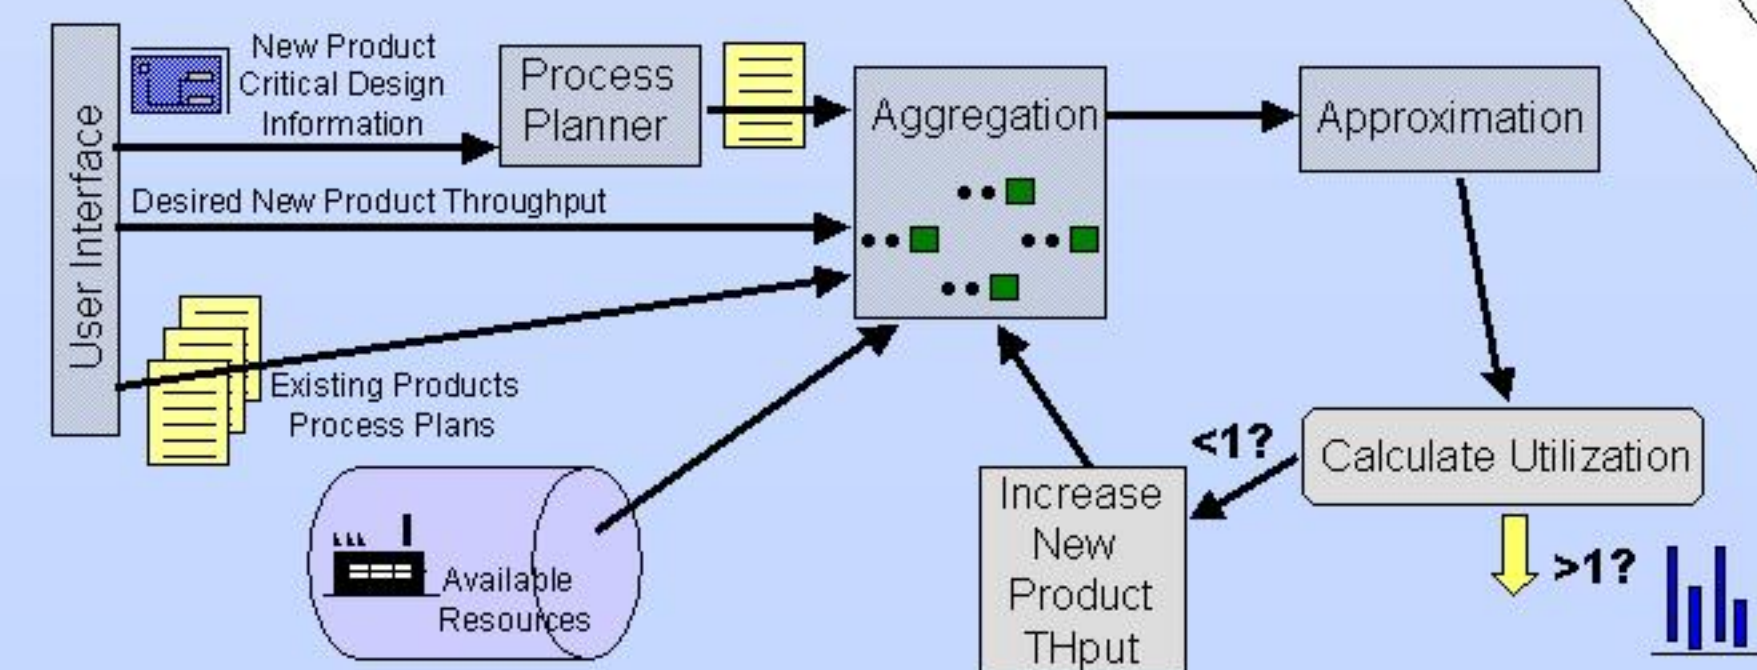 User Interface
New Product
Critical Design
Information
Process
Planner
Aggregation
Approximation
Desired New Product Throughput
Existing Products
Process Plans
Available
Resources
<1?
Calculate Utilization
Increase
New
Product
THput
>1?